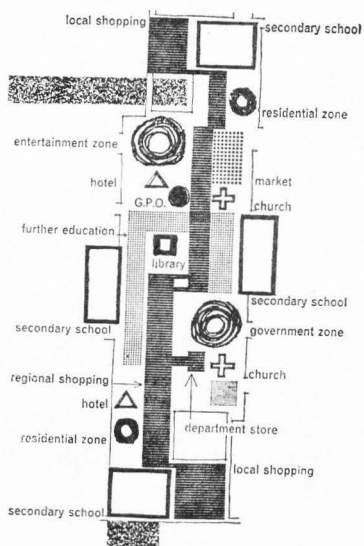 local shopping
secondary school
residential zone
entertainment zone
hotel
market
G.P.O.
church
further education
library
secondary school
secondary school
government zone
regional shopping
church
hotel
department store
residential zone
local shopping
secondary school